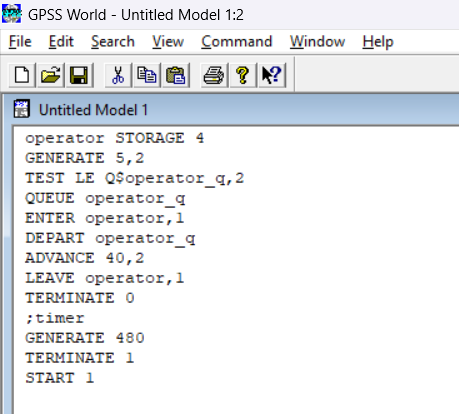 GPSS World - Untitled Model 1:2
File Edit Search View Command Window Help
Untitled Model 1
operator STORAGE 4
GENERATE 5,2
TEST LE Q$operator_q,2
QUEUE operator_q
ENTER operator,1
DEPART operator_q
ADVANCE 40,2
LEAVE operator,1
TERMINATE 0
;timer
GENERATE 480
TERMINATE 1
START 1